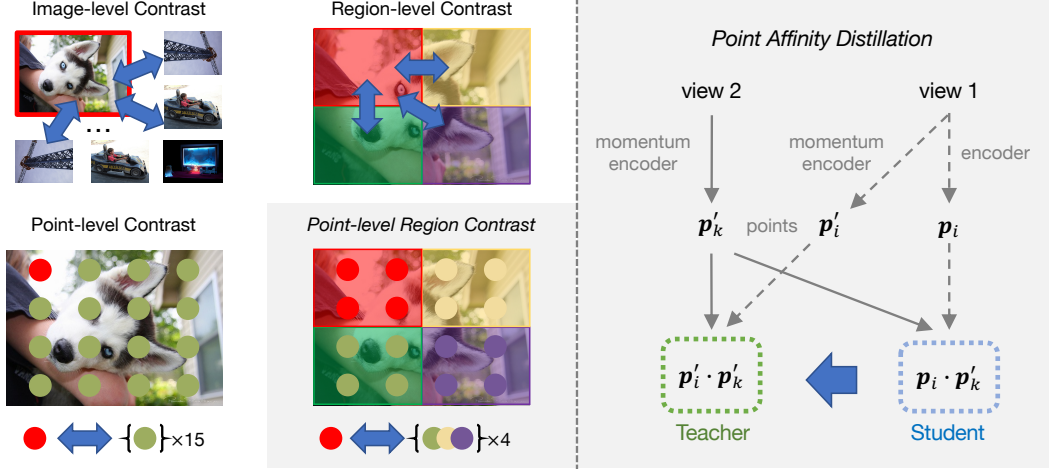 Image-level Contrast
...
Region-level Contrast
Point-level Contrast
×15
Point-level Region Contrast
×4
Point Affinity Distillation
view 2
view 1
momentum
encoder
momentum
encoder
encoder
p′k
points
p′i
pi
p′i · p′k
pi · p′k
Teacher
Student